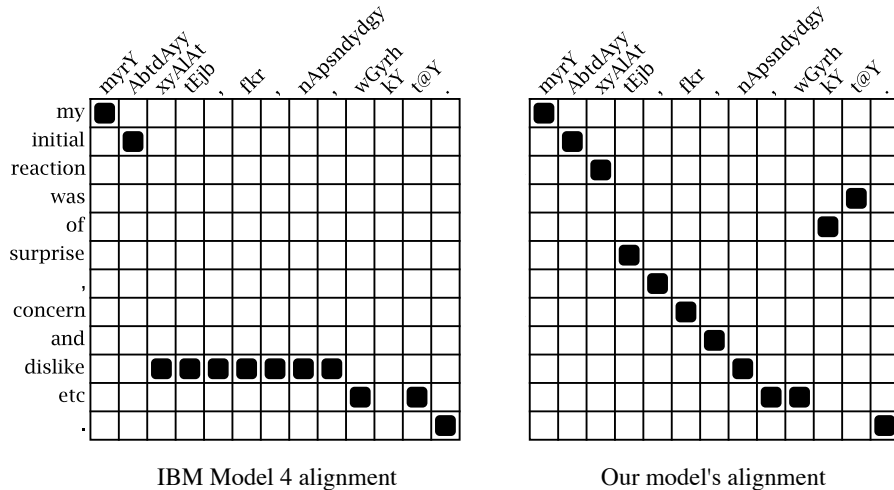 myrY AbtdAyy xyAlAt tEjb , fkr , nApsndydgy , wGyrh kY t@Y .
my
initial
reaction
was
of
surprise
,
concern
and
dislike
etc
.
IBM Model 4 alignment
myrY AbtdAyy xyAlAt tEjb , fkr , nApsndydgy , wGyrh kY t@Y .
Our model's alignment